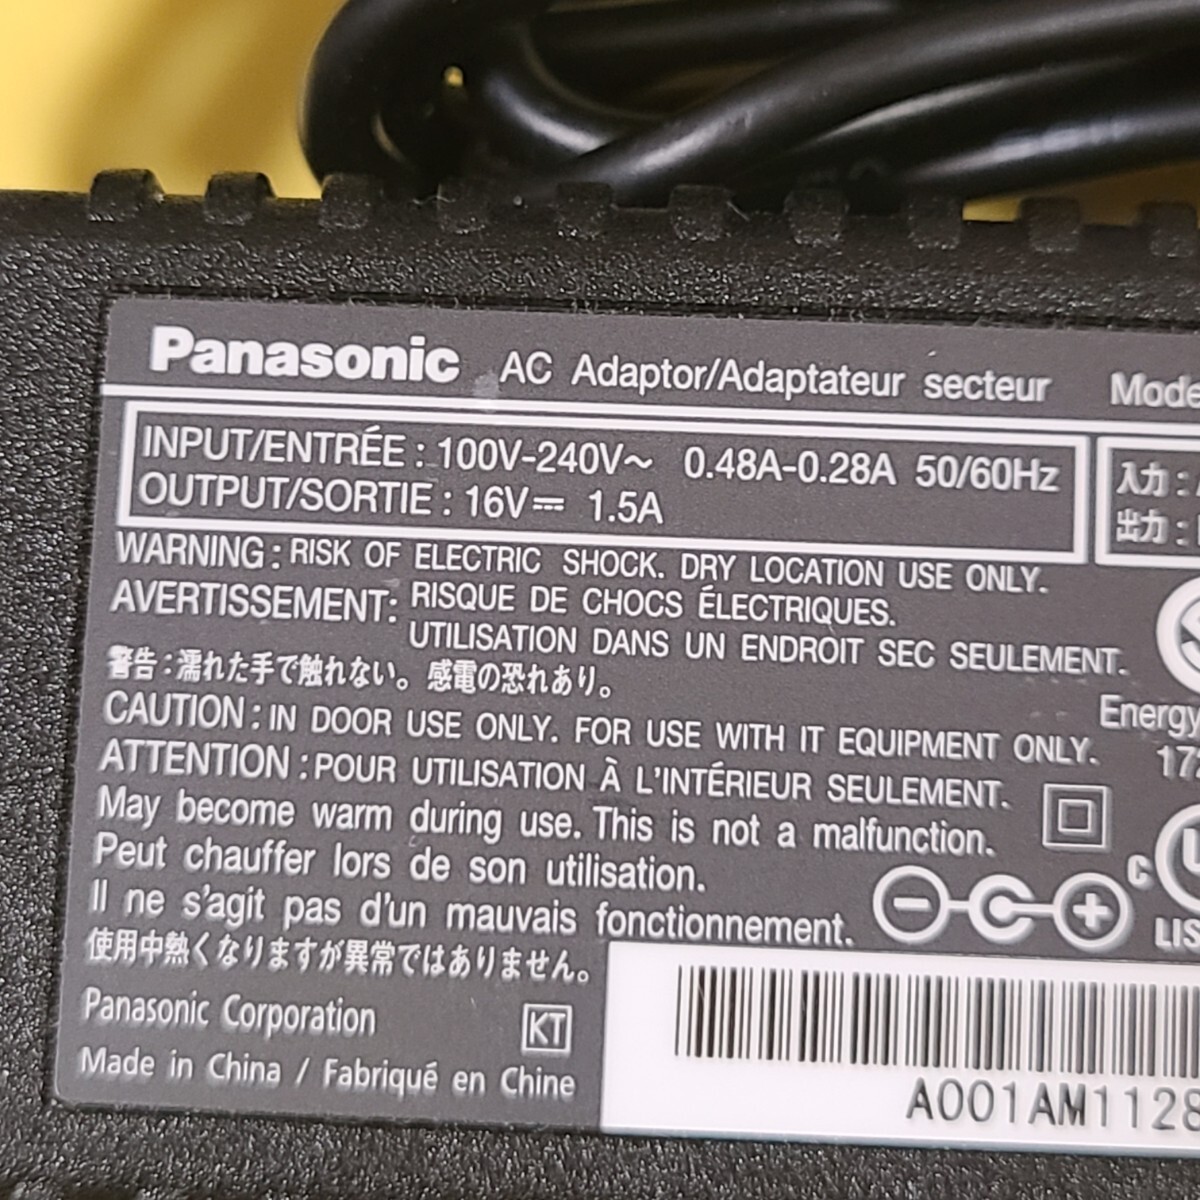 Panasonic AC Adaptor/Adaptateur secteur
INPUT/ENTRÉE : 100V-240V～ 0.48A-0.28A 50/60Hz
OUTPUT/SORTIE : 16V⎓ 1.5A
入力 :
出力 :
WARNING : RISK OF ELECTRIC SHOCK. DRY LOCATION USE ONLY.
AVERTISSEMENT: RISQUE DE CHOCS ÉLECTRIQUES.
UTILISATION DANS UN ENDROIT SEC SEULEMENT.
警告 : 濡れた手で触れない。感電の恐れあり。
CAUTION : IN DOOR USE ONLY. FOR USE WITH IT EQUIPMENT ONLY.
ATTENTION : POUR UTILISATION À L'INTÉRIEUR SEULEMENT.
May become warm during use. This is not a malfunction.
Peut chauffer lors de son utilisation.
Il ne s'agit pas d'un mauvais fonctionnement.
使用中熱くなりますが異常ではありません。
Energy
C
Panasonic Corporation KT
Made in China / Fabriqué en Chine
A001AM1128